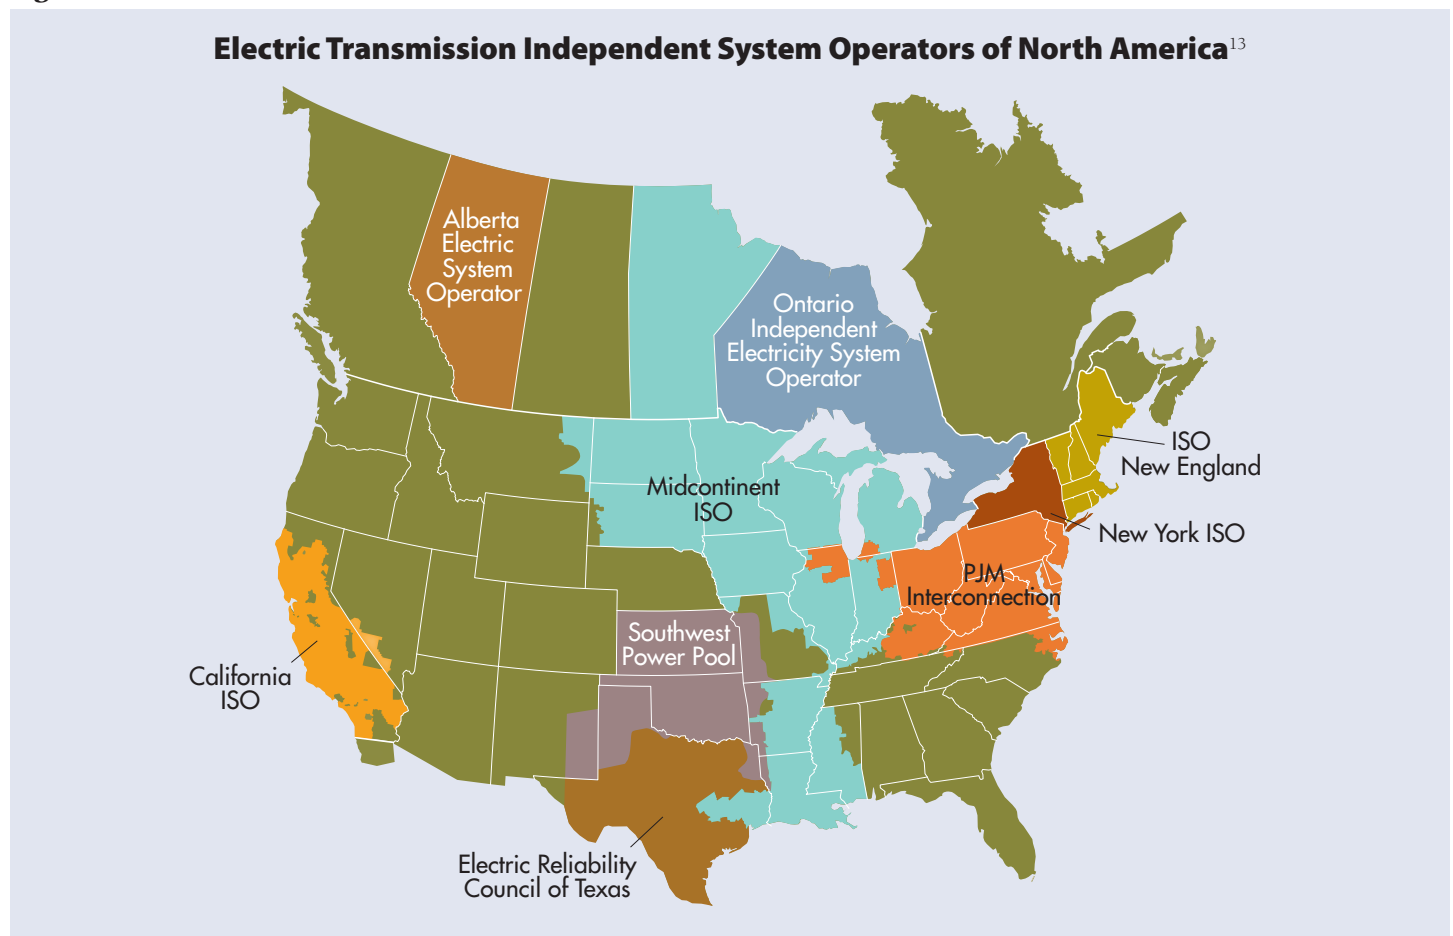 Electric Transmission Independent System Operators of North America13
Alberta
Electric
System
Operator
Ontario
Independent
Electricity System
Operator
ISO
New England
Midcontinent
ISO
New York ISO
PJM
Interconnection
Southwest
Power Pool
California
ISO
Electric Reliability
Council of Texas